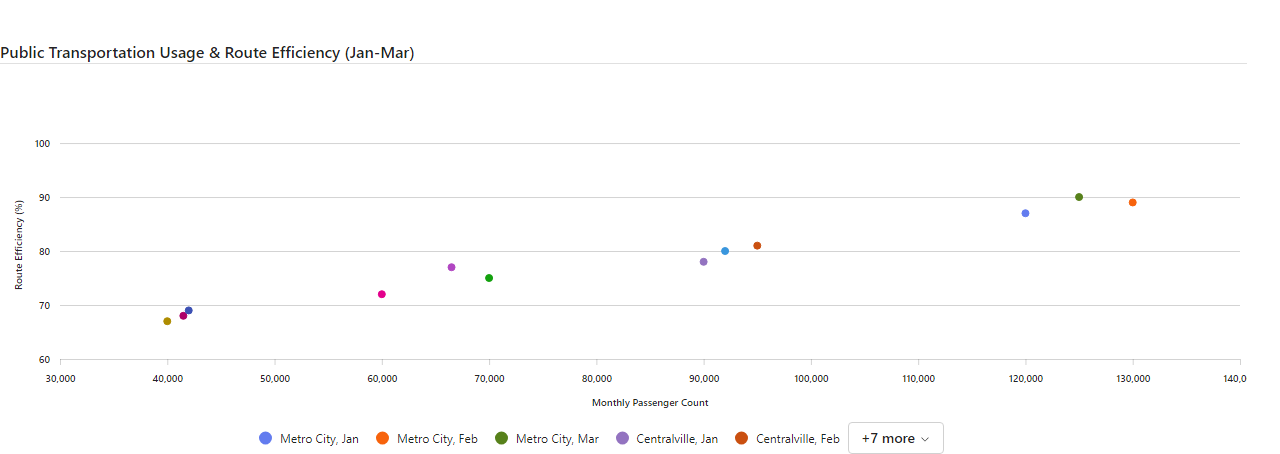 Public Transportation Usage & Route Efficiency (Jan-Mar)
100
90
80
70
60
Route Efficiency (%)
30,000 40,000 50,000 60,000 70,000 80,000 90,000 100,000 110,000 120,000 130,000 140,0
Monthly Passenger Count
Metro City, Jan Metro City, Feb Metro City, Mar Centralville, Jan Centralville, Feb +7 more